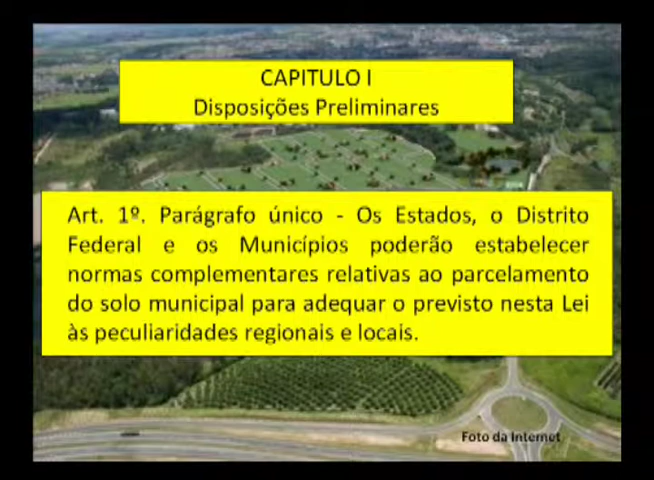 CAPITULO I
Disposições Preliminares
Art. 1º. Parágrafo único - Os Estados, o Distrito
Federal e os Municípios poderão estabelecer
normas complementares relativas ao parcelamento
do solo municipal para adequar o previsto nesta Lei
às peculiaridades regionais e locais.
Foto da Internet